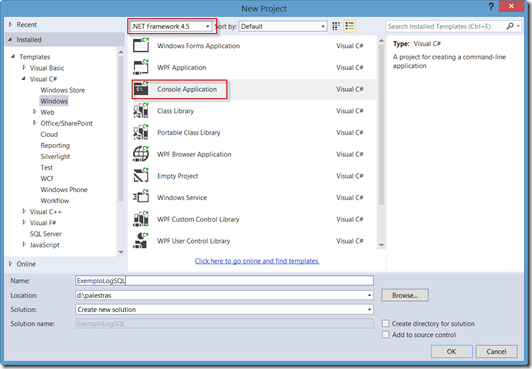 New Project
Recent
.NET Framework 4.5
Sort by: Default
Search Installed Templates (Ctrl+E)
Installed
Templates
Visual Basic
Visual C#
Windows Store
Windows
Web
Office/SharePoint
Cloud
Reporting
Silverlight
Test
WCF
Windows Phone
Workflow
Visual C++
Visual F#
SQL Server
JavaScript
Online
Windows Forms Application Visual C#
WPF Application Visual C#
Console Application Visual C#
Class Library Visual C#
Portable Class Library Visual C#
WPF Browser Application Visual C#
Empty Project Visual C#
Windows Service Visual C#
WPF Custom Control Library Visual C#
WPF User Control Library Visual C#
Click here to go online and find templates.
Type: Visual C#
A project for creating a command-line
application
Name: ExemploLogSQL
Location: d:\palestras
Browse...
Solution: Create new solution
Solution name: ExemploLogSQL
Create directory for solution
Add to source control
OK
Cancel